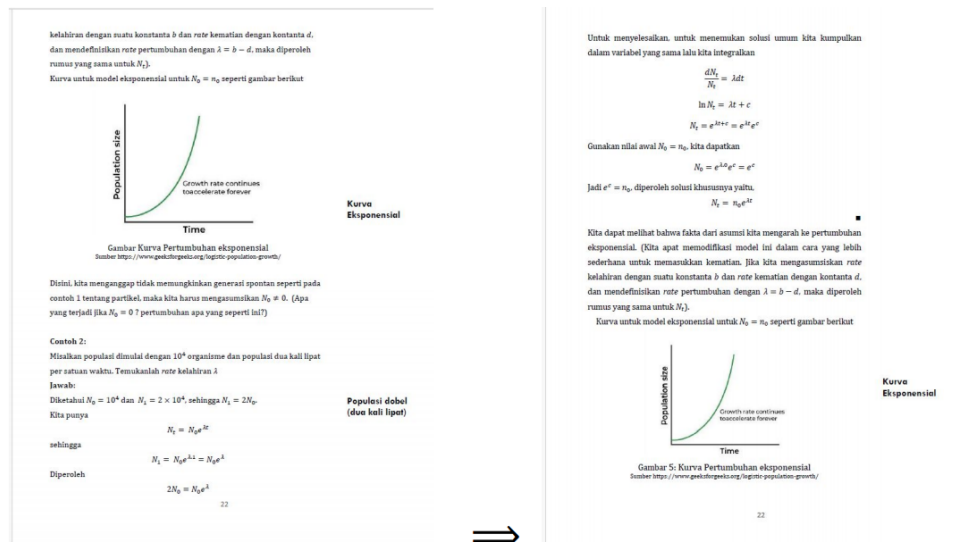 kelahiran dengan suatu konstanta b dan rate kematian dengan kontanta d,
dan mendefinisikan rate pertumbuhan dengan λ = b − d, maka diperoleh
rumus yang sama untuk Nₜ).
Kurva untuk model eksponensial untuk N₀ = n₀ seperti gambar berikut
Population size
Growth rate continues
toaccelerate forever
Time
Kurva
Eksponensial
Gambar Kurva Pertumbuhan eksponensial
Sumber https://www.geeksforgeeks.org/logistic-population-growth/
Disini, kita menganggap tidak memungkinkan generasi spontan seperti pada
contoh 1 tentang partikel, maka kita harus mengasumsikan N₀ ≠ 0. (Apa
yang terjadi jika N₀ = 0 ? pertumbuhan apa yang seperti ini?)
Contoh 2:
Misalkan populasi dimulai dengan 10⁴ organisme dan populasi dua kali lipat
per satuan waktu. Temukanlah rate kelahiran λ
Jawab:
Diketahui N₀ = 10⁴ dan N₁ = 2 × 10⁴, sehingga N₁ = 2N₀.
Populasi dobel
(dua kali lipat)
Kita punya
Nₜ = N₀e^λt
sehingga
N₁ = N₀e^λ.1 = N₀e^λ
Diperoleh
2N₀ = N₀e^λ
22
⇒
Untuk menyelesaikan, untuk menemukan solusi umum kita kumpulkan
dalam variabel yang sama lalu kita integralkan
dNₜ/Nₜ = λdt
ln Nₜ = λt + c
Nₜ = e^λt+c = e^λt e^c
Gunakan nilai awal N₀ = n₀, kita dapatkan
N₀ = e^λ.0 e^c = e^c
Jadi e^c = n₀, diperoleh solusi khususnya yaitu,
Nₜ = n₀e^λt
■
Kita dapat melihat bahwa fakta dari asumsi kita mengarah ke pertumbuhan
eksponensial. (Kita apat memodifikasi model ini dalam cara yang lebih
sederhana untuk memasukkan kematian. Jika kita mengasumsiskan rate
kelahiran dengan suatu konstanta b dan rate kematian dengan kontanta d,
dan mendefinisikan rate pertumbuhan dengan λ = b − d, maka diperoleh
rumus yang sama untuk Nₜ).
Kurva untuk model eksponensial untuk N₀ = n₀ seperti gambar berikut
Population size
Growth rate continues
toaccelerate forever
Time
Kurva
Eksponensial
Gambar 5: Kurva Pertumbuhan eksponensial
Sumber https://www.geeksforgeeks.org/logistic-population-growth/
22